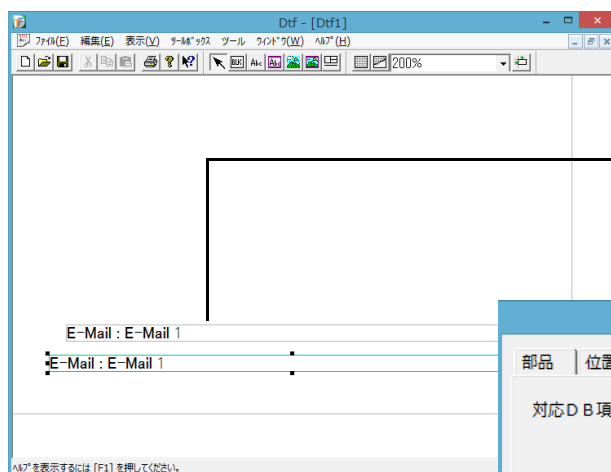 Dtf - [Dtf1]
ファイル(F) 編集(E) 表示(V) ツールボックス ツール ウィンドウ(W) ヘルプ(H)
BLK Abc Abc 200%
E-Mail : E-Mail 1
E-Mail : E-Mail 1
部品 位置
対応ＤＢ項
ヘルプを表示するには [F1] を押してください。